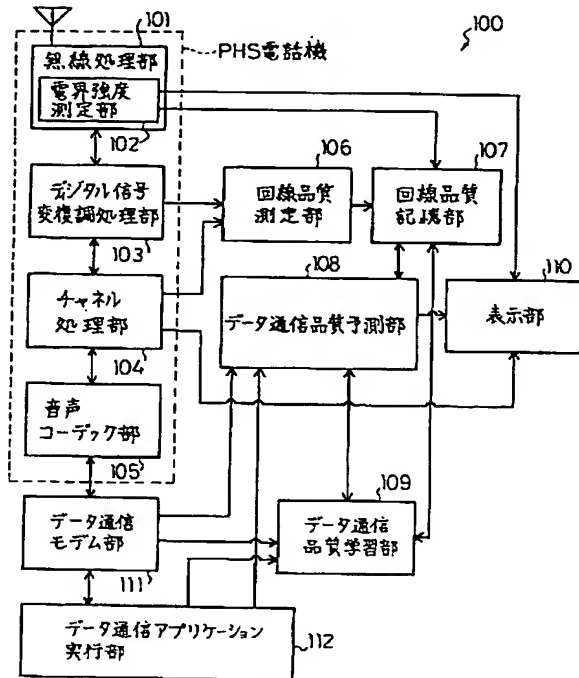 101
100
無線処理部
PHS電話機
電界強度
測定部
102
106
107
ディジタル信号
変復調処理部
回線品質
測定部
回線品質
記憶部
103
108
110
チャネル
処理部
データ通信品質予測部
表示部
104
音声
コーデック部
105
109
データ通信
モデム部
データ通信
品質学習部
111
データ通信アプリケーション
実行部
112